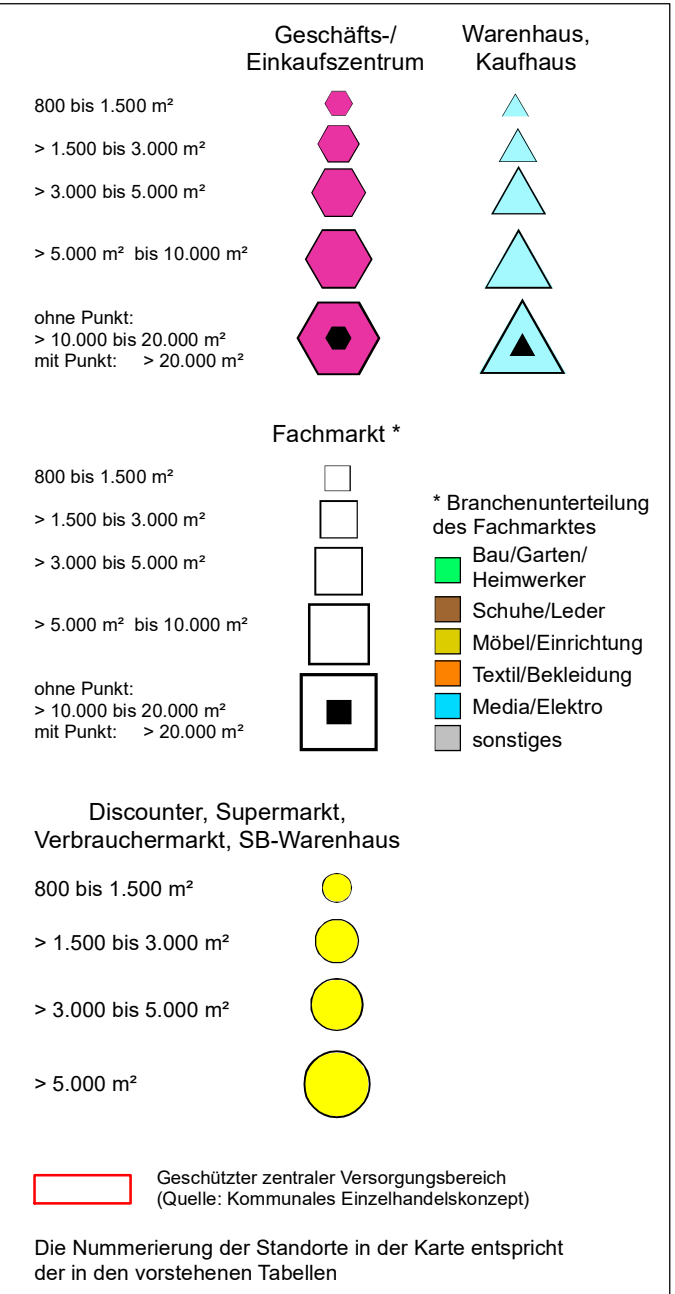 Geschäfts-/
Einkaufszentrum
Warenhaus,
Kaufhaus
800 bis 1.500 m²
> 1.500 bis 3.000 m²
> 3.000 bis 5.000 m²
> 5.000 m²  bis 10.000 m²
ohne Punkt:
> 10.000 bis 20.000 m²
mit Punkt:    > 20.000 m²
Fachmarkt *
800 bis 1.500 m²
> 1.500 bis 3.000 m²
> 3.000 bis 5.000 m²
> 5.000 m²  bis 10.000 m²
ohne Punkt:
> 10.000 bis 20.000 m²
mit Punkt:    > 20.000 m²
* Branchenunterteilung
des Fachmarktes
Bau/Garten/
Heimwerker
Schuhe/Leder
Möbel/Einrichtung
Textil/Bekleidung
Media/Elektro
sonstiges
Discounter, Supermarkt,
Verbrauchermarkt, SB-Warenhaus
800 bis 1.500 m²
> 1.500 bis 3.000 m²
> 3.000 bis 5.000 m²
> 5.000 m²
Geschützter zentraler Versorgungsbereich
(Quelle: Kommunales Einzelhandelskonzept)
Die Nummerierung der Standorte in der Karte entspricht
der in den vorstehenen Tabellen